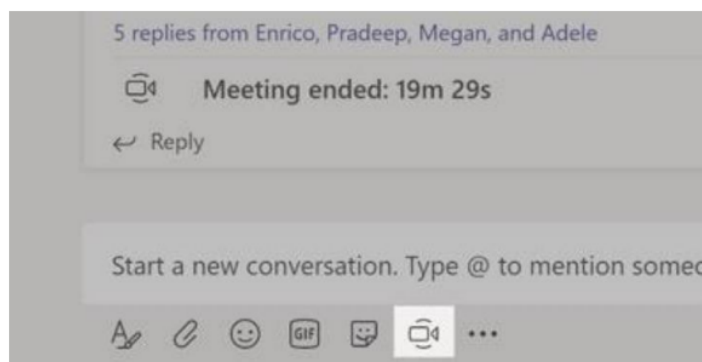 5 replies from Enrico, Pradeep, Megan, and Adele
Meeting ended: 19m 29s
Reply
Start a new conversation. Type @ to mention
GIF